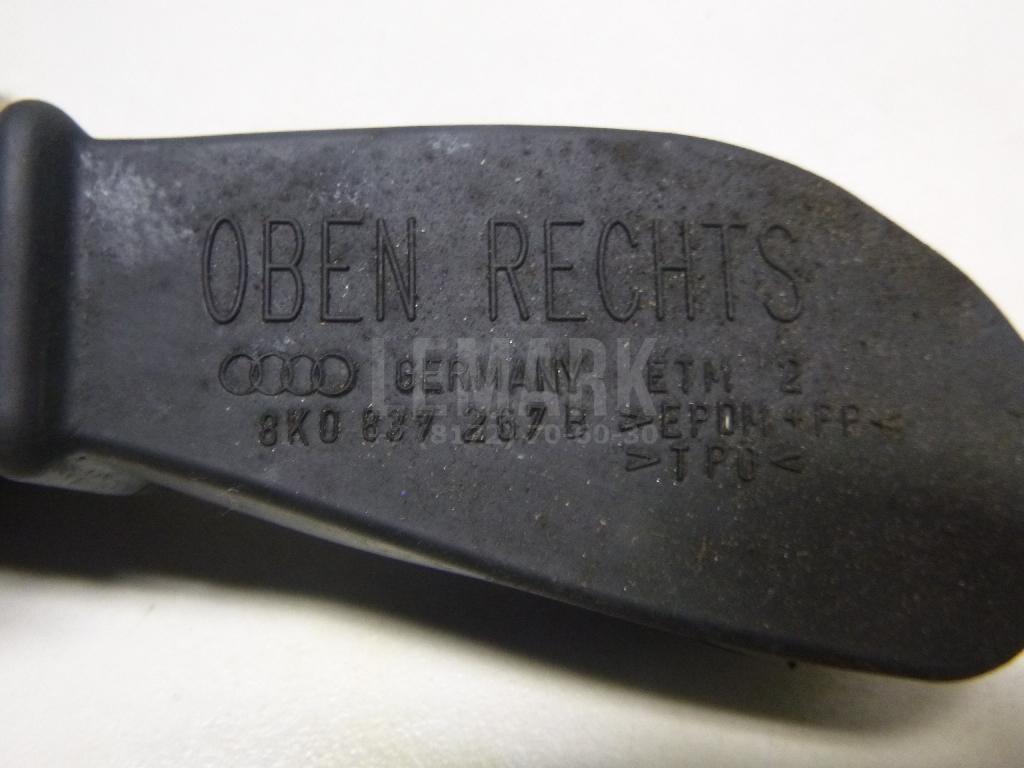 OBEN RECHTS
GERMANY ETM 2
8K0 837 267 B >EPDM+PP<
>TPU<
LEMARK